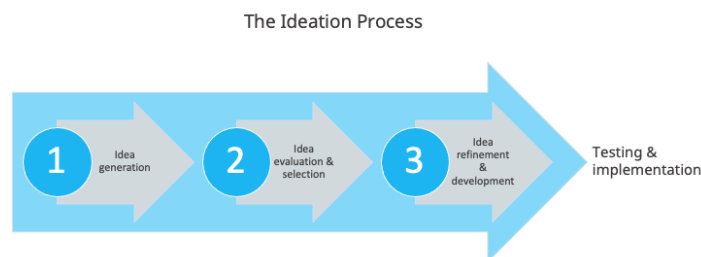 The Ideation Process
1
Idea
generation
2
Idea
evaluation &
selection
3
Idea
refinement
&
development
Testing &
implementation